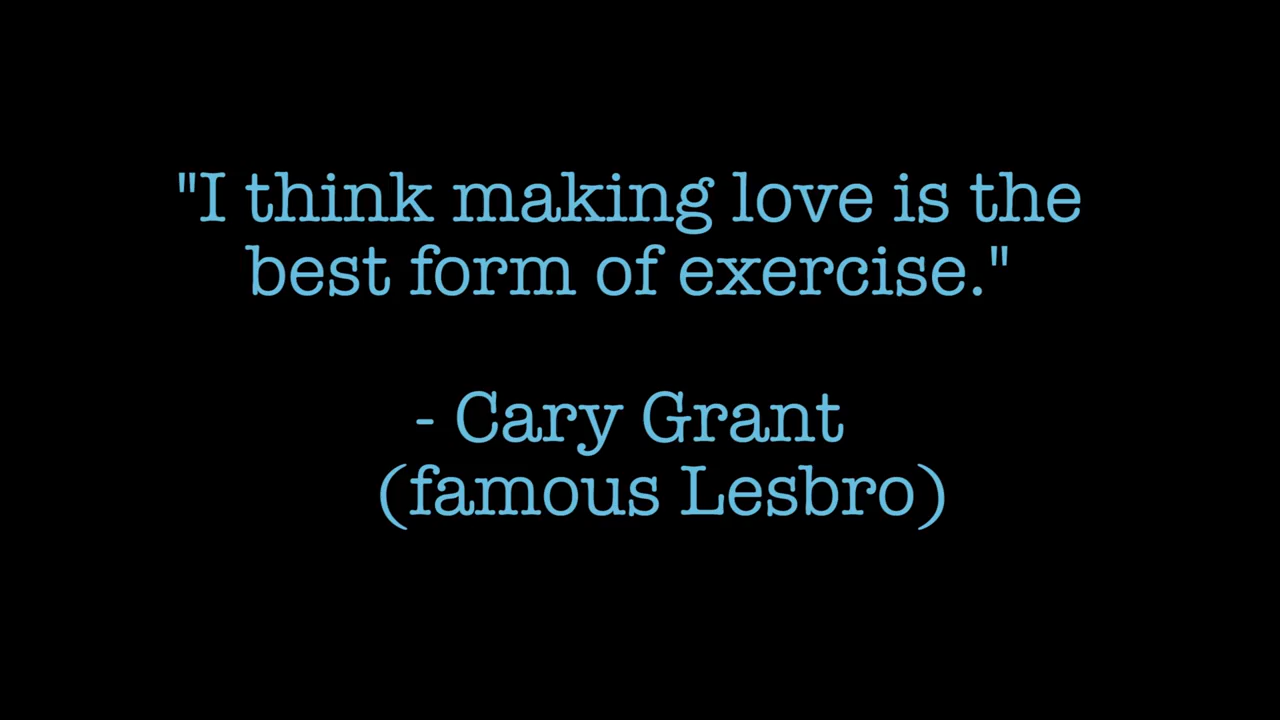 "I think making love is the
best form of exercise."
- Cary Grant
(famous Lesbro)